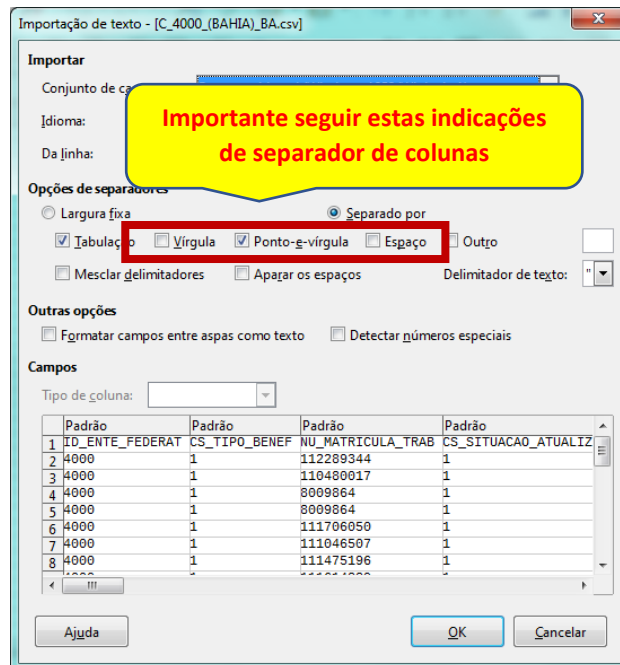 Importação de texto - [C_4000_(BAHIA)_BA.csv]
Importar
Conjunto de ca
Idioma:
Da linha:
Importante seguir estas indicações
de separador de colunas
Opções de separadores
Largura fixa Separado por
Tabulação Vírgula Ponto-e-vírgula Espaço Outro
Mesclar delimitadores Aparar os espaços Delimitador de texto: "
Outras opções
Formatar campos entre aspas como texto Detectar números especiais
Campos
Tipo de coluna:
Padrão Padrão Padrão Padrão
1 ID_ENTE_FEDERAT CS_TIPO_BENEF NU_MATRICULA_TRAB CS_SITUACAO_ATUALIZ
2 4000 1 112289344 1
3 4000 1 110480017 1
4 4000 1 8009864 1
5 4000 1 8009864 1
6 4000 1 111706050 1
7 4000 1 111046507 1
8 4000 1 111475196 1
Ajuda OK Cancelar